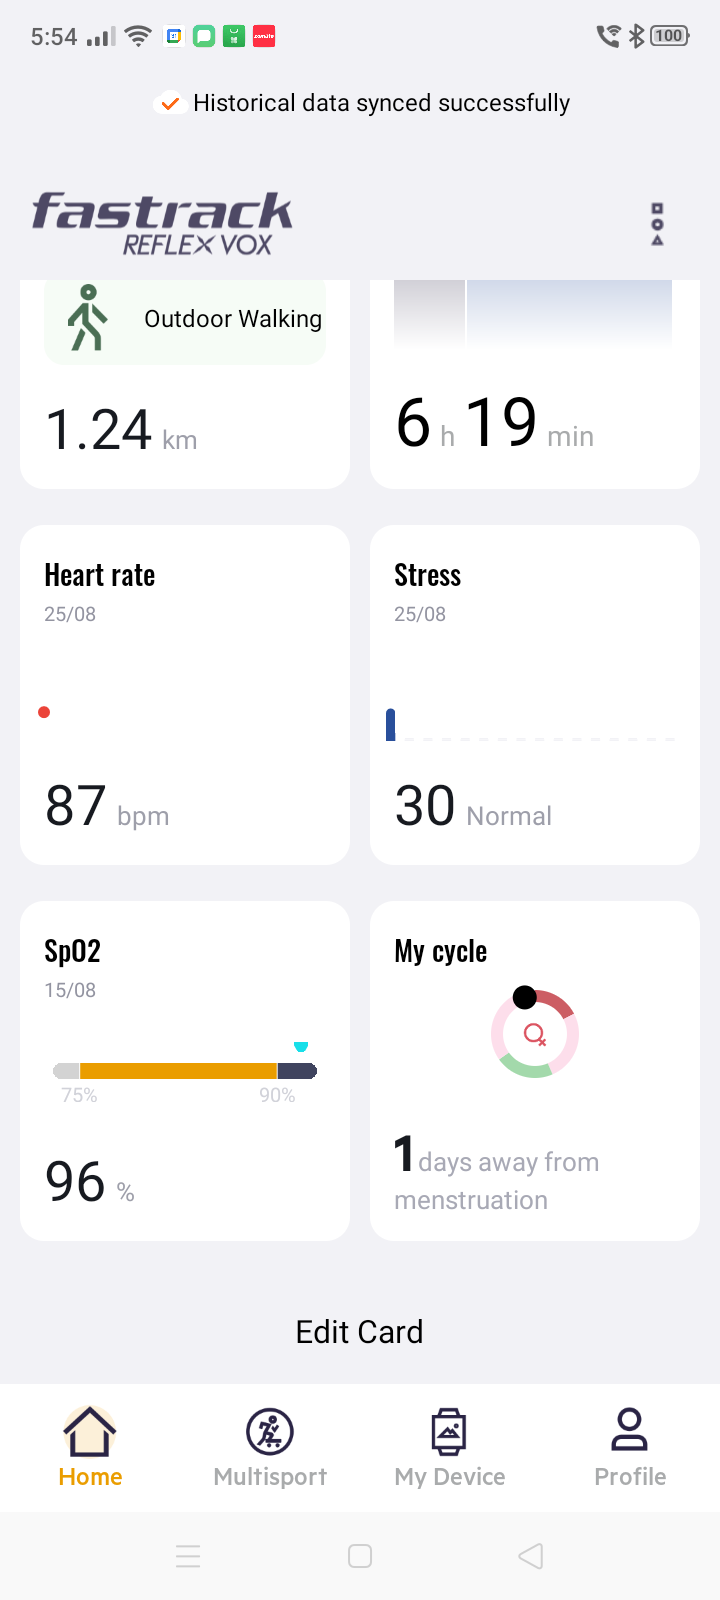 5:54
100
Historical data synced successfully
fastrack
REFLEX VOX
Outdoor Walking
1.24 km
6 h 19 min
Heart rate
25/08
87 bpm
Stress
25/08
30 Normal
SpO2
15/08
75% 90%
96 %
My cycle
1 days away from
menstruation
Edit Card
Home
Multisport
My Device
Profile